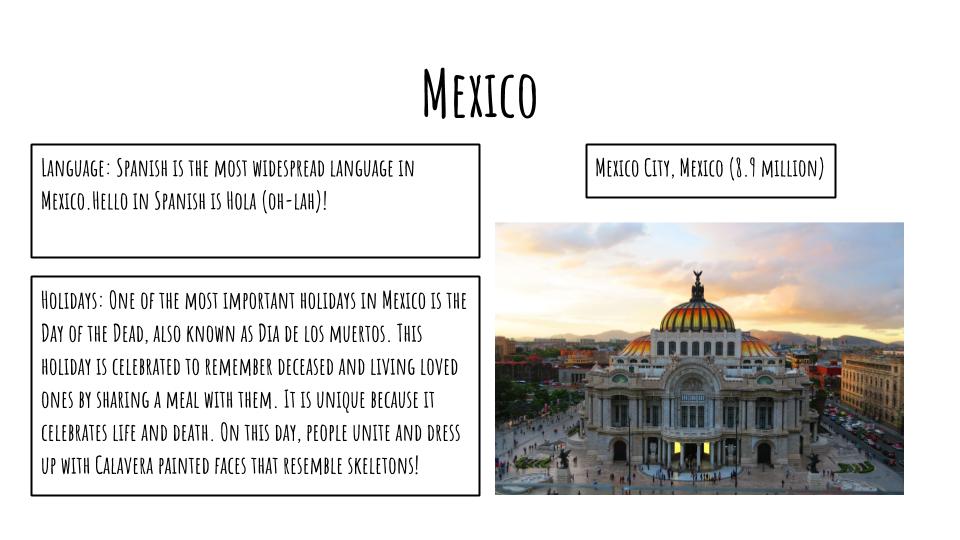 Mexico
Language: Spanish is the most widespread language in
Mexico.Hello in Spanish is Hola (oh-lah)!
Mexico City, Mexico (8.9 million)
Holidays: One of the most important holidays in Mexico is the
Day of the Dead, also known as Dia de los muertos. This
holiday is celebrated to remember deceased and living loved
ones by sharing a meal with them. It is unique because it
celebrates life and death. On this day, people unite and dress
up with Calavera painted faces that resemble skeletons!